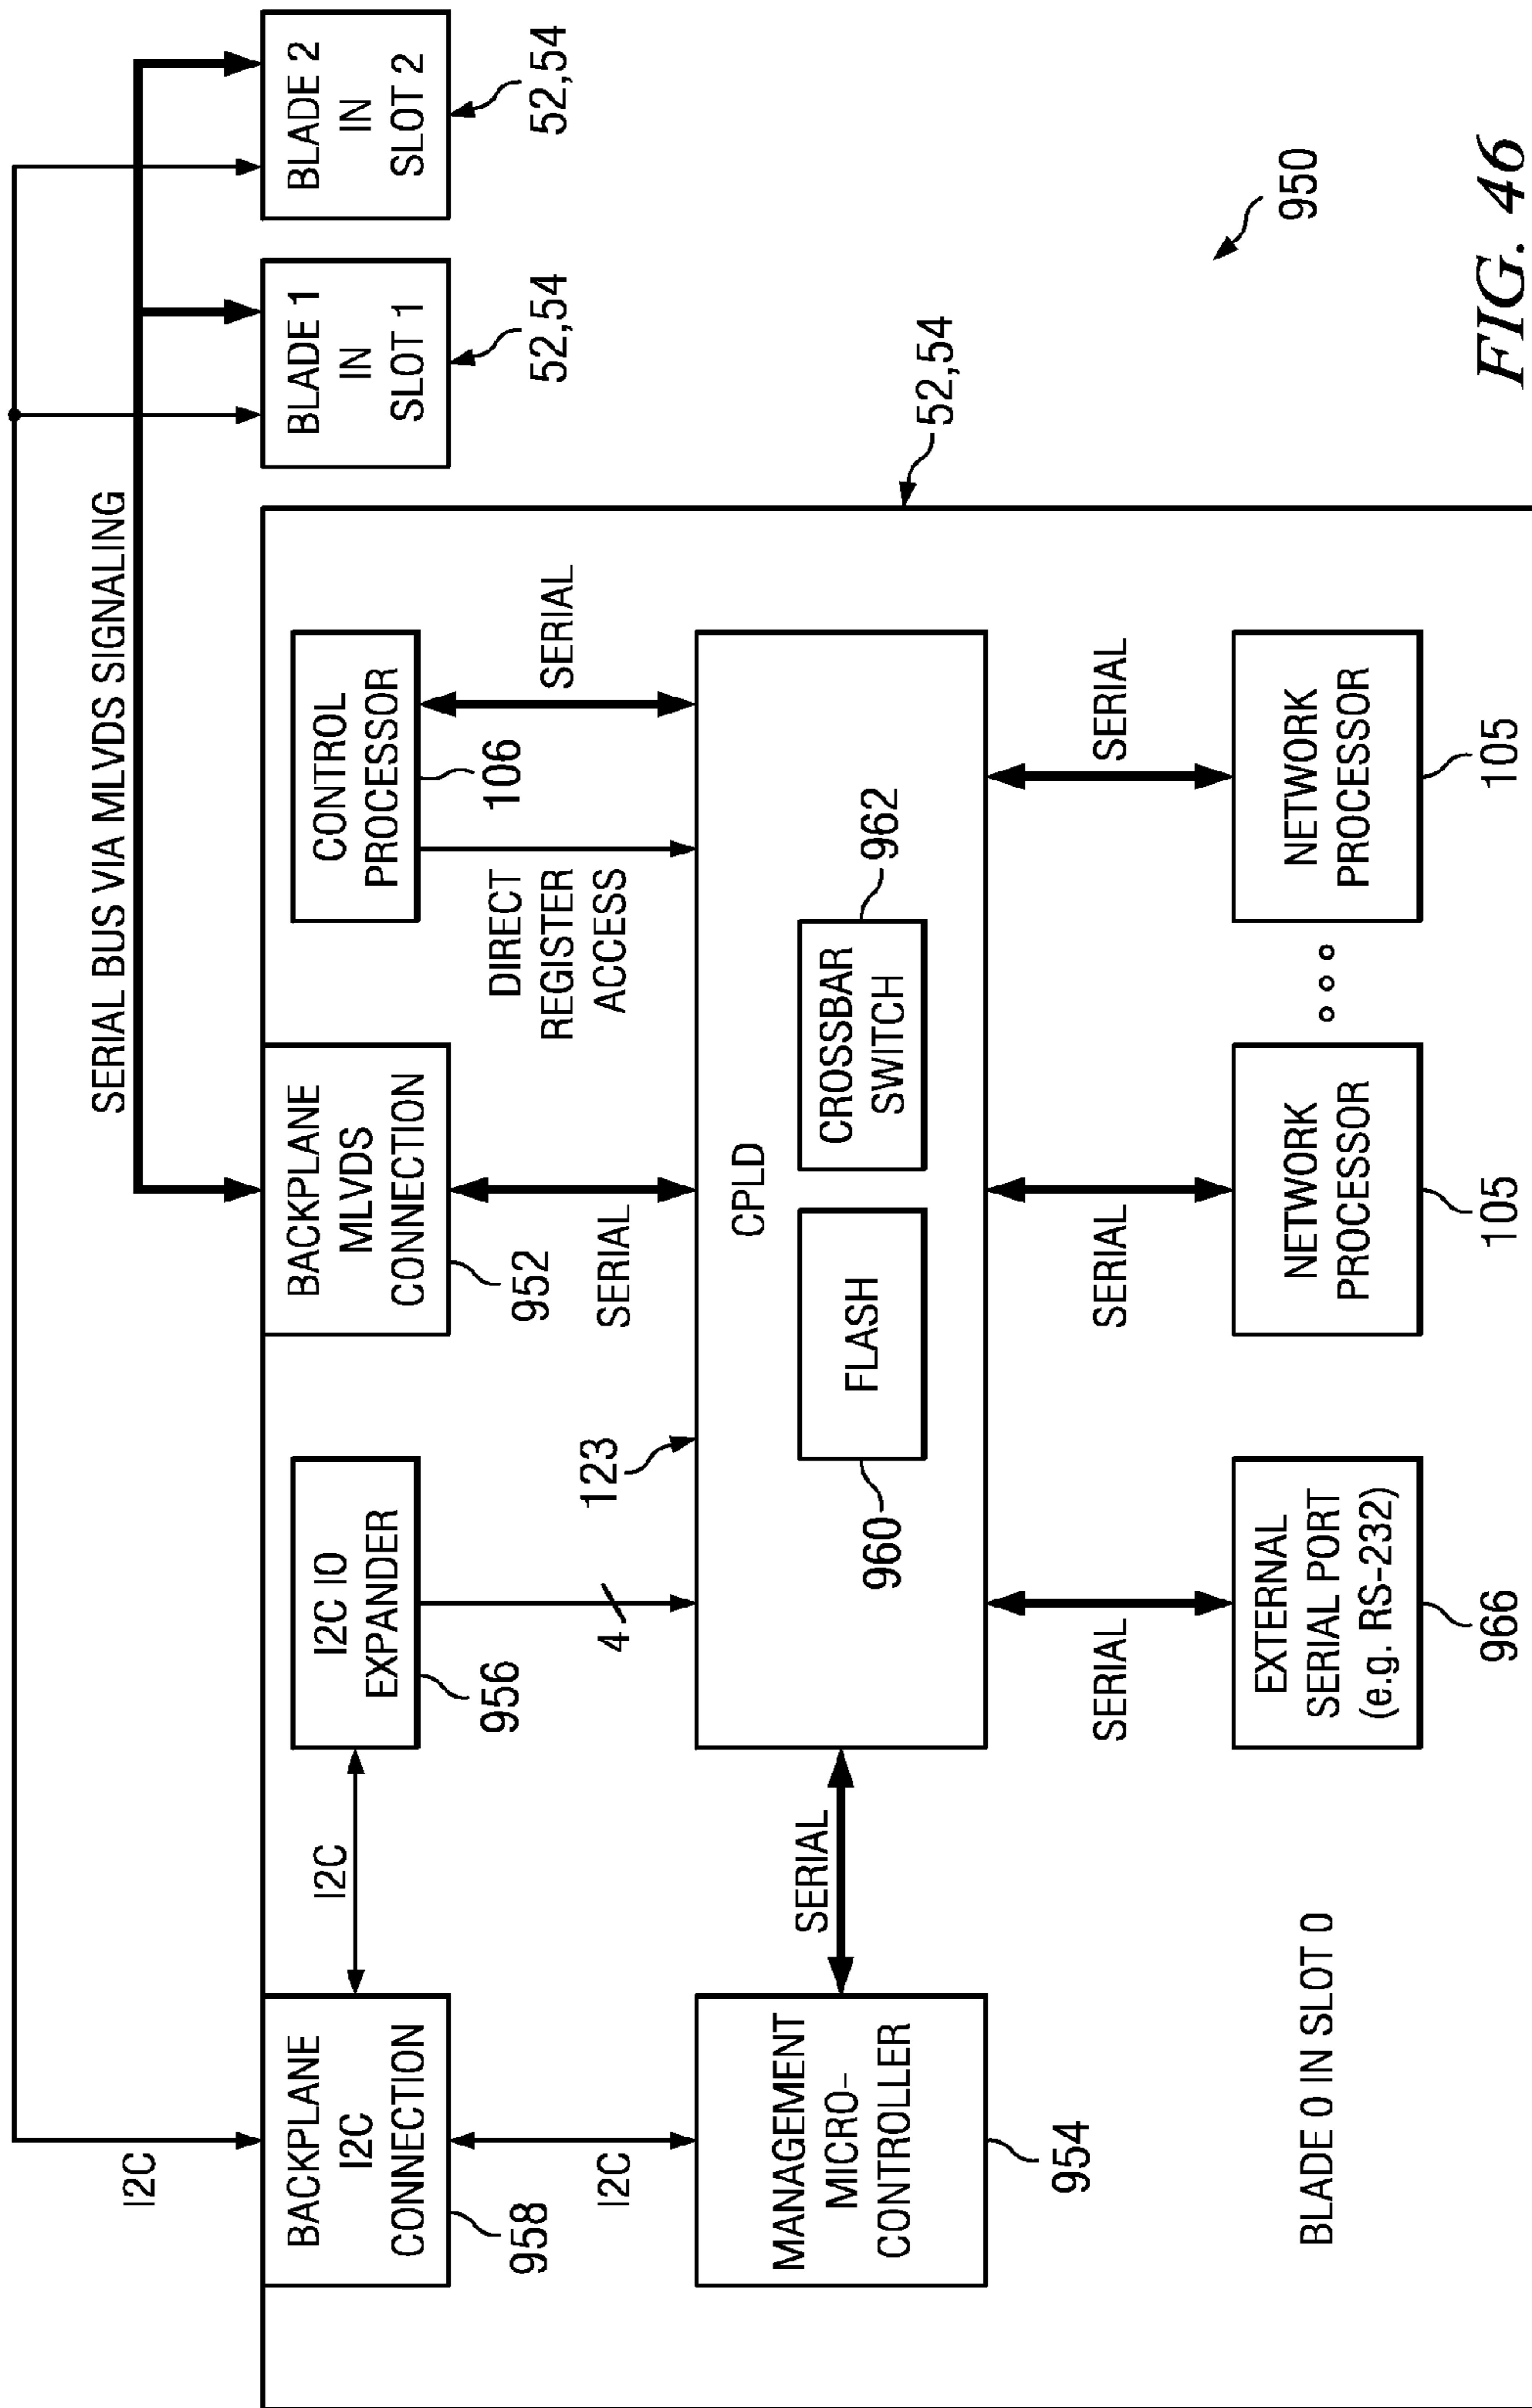 I2C
SERIAL BUS VIA MLVDS SIGNALING
BACKPLANE
I2C
CONNECTION
958
I2C
I2C IO
EXPANDER
956
4
BACKPLANE
MLVDS
CONNECTION
952
SERIAL
CONTROL
PROCESSOR
106
DIRECT
REGISTER
ACCESS
SERIAL
BLADE 1
IN
SLOT 1
52,54
BLADE 2
IN
SLOT 2
52,54
52,54
I2C
MANAGEMENT
MICRO-
CONTROLLER
954
SERIAL
123
CPLD
FLASH
960
CROSSBAR
SWITCH
962
SERIAL
SERIAL
SERIAL
EXTERNAL
SERIAL PORT
(e.g. RS-232)
966
NETWORK
PROCESSOR
105
NETWORK
PROCESSOR
105
BLADE 0 IN SLOT 0
950
FIG. 46